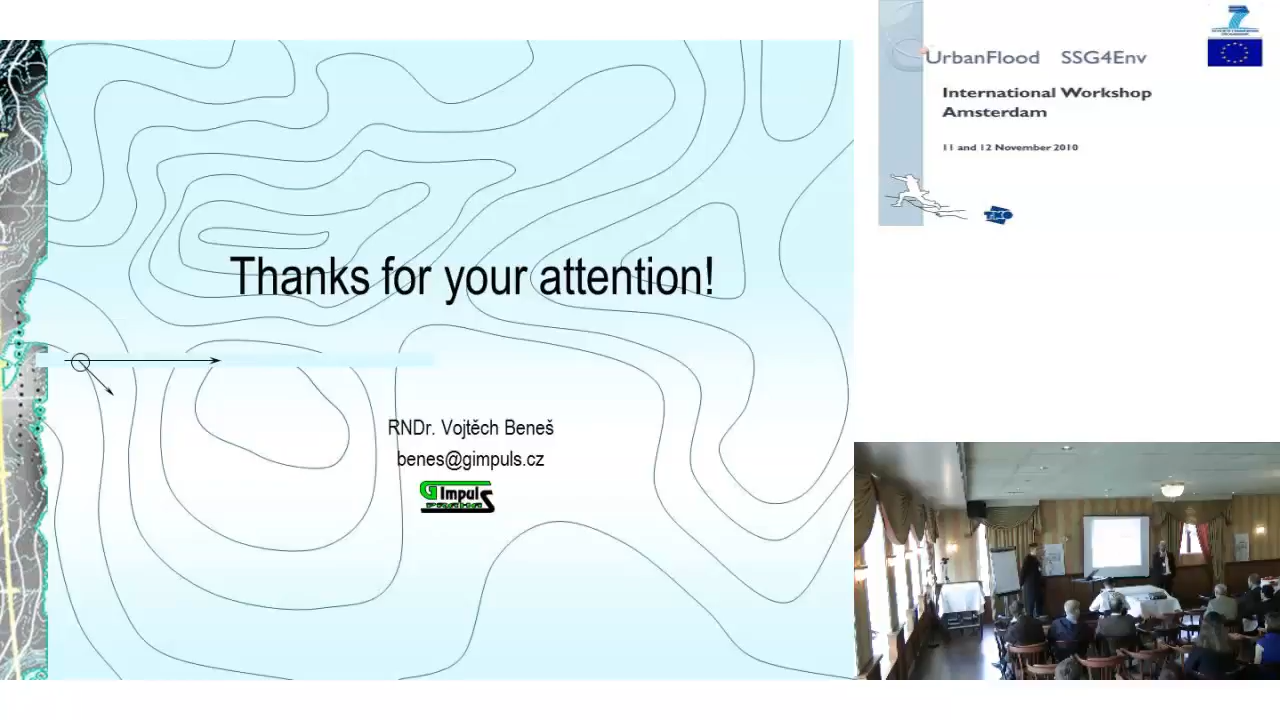 Thanks for your attention!
RNDr. Vojtěch Beneš
benes@gimpuls.cz
Gimpuls
UrbanFlood SSG4Env
International Workshop
Amsterdam
11 and 12 November 2010